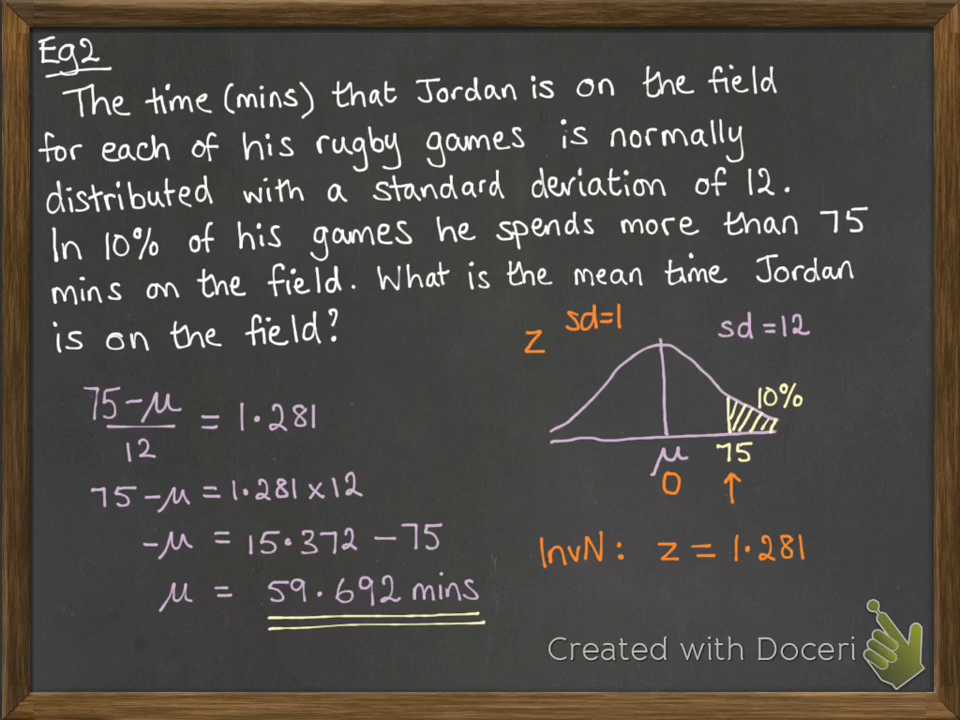 Eg2
The time (mins) that Jordan is on the field
for each of his rugby games is normally
distributed with a standard deviation of 12.
In 10% of his games he spends more than 75
mins on the field. What is the mean time Jordan
is on the field?
Z sd=1 sd=12
10%
μ 75
0 ↑
InvN: z = 1.281
75-μ
12
= 1.281
75-μ = 1.281 x 12
-μ = 15.372 - 75
μ = 59.692 mins
Created with Doceri